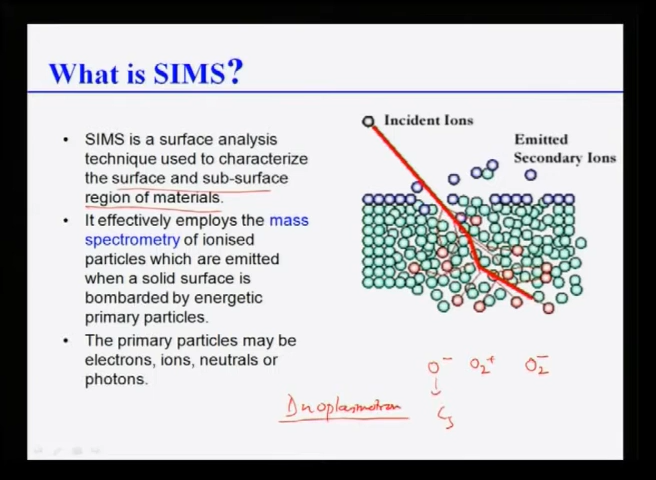 What is SIMS?
• SIMS is a surface analysis
technique used to characterize
the surface and sub-surface
region of materials.
• It effectively employs the mass
spectrometry of ionised
particles which are emitted
when a solid surface is
bombarded by energetic
primary particles.
• The primary particles may be
electrons, ions, neutrals or
photons.
Incident Ions
Emitted
Secondary Ions
O⁻ O₂⁺ O₂⁻
Duoplasmatron
Cs